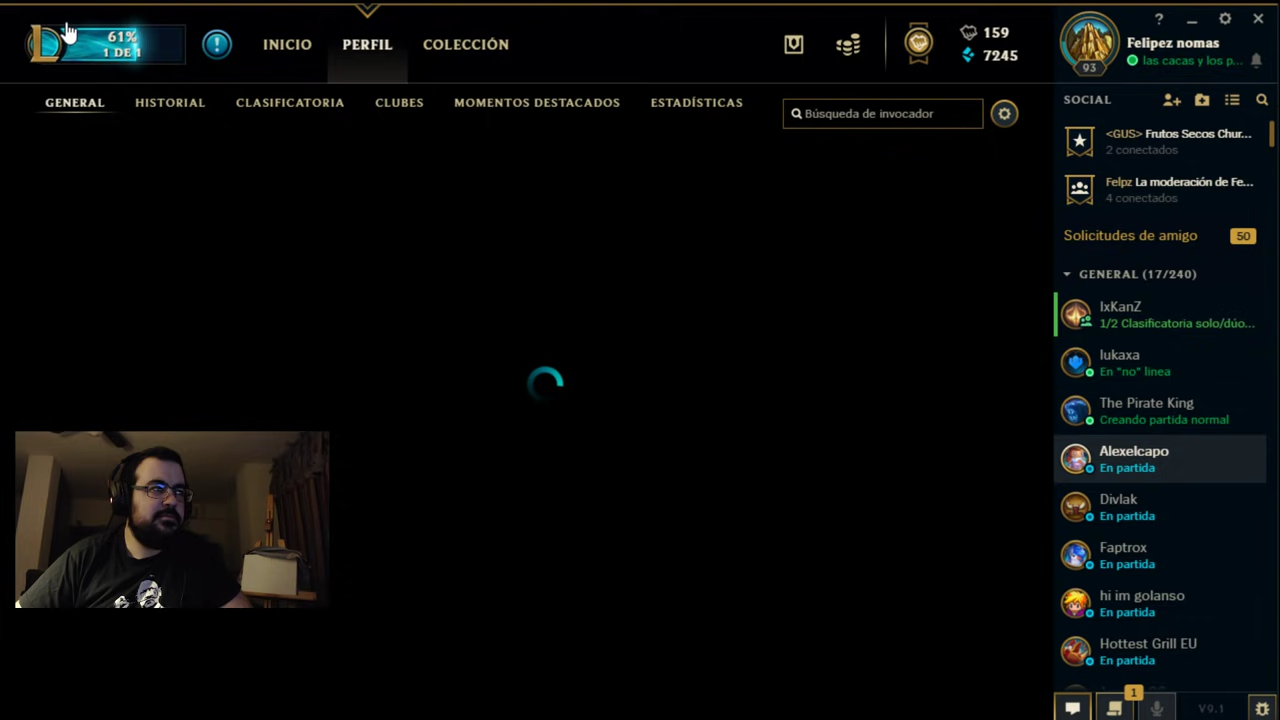 61%
1 DE 1
INICIO
PERFIL
COLECCIÓN
159
7245
93
Felipez nomas
las cacas y los p...
GENERAL
HISTORIAL
CLASIFICATORIA
CLUBES
MOMENTOS DESTACADOS
ESTADÍSTICAS
Búsqueda de invocador
SOCIAL
<GUS> Frutos Secos Chur...
2 conectados
Felpz La moderación de Fe...
4 conectados
Solicitudes de amigo
50
GENERAL (17/240)
IxKanZ
1/2 Clasificatoria solo/dúo...
lukaxa
En "no" linea
The Pirate King
Creando partida normal
Alexelcapo
En partida
Divlak
En partida
Faptrox
En partida
hi im golanso
En partida
Hottest Grill EU
En partida
1
V9.1